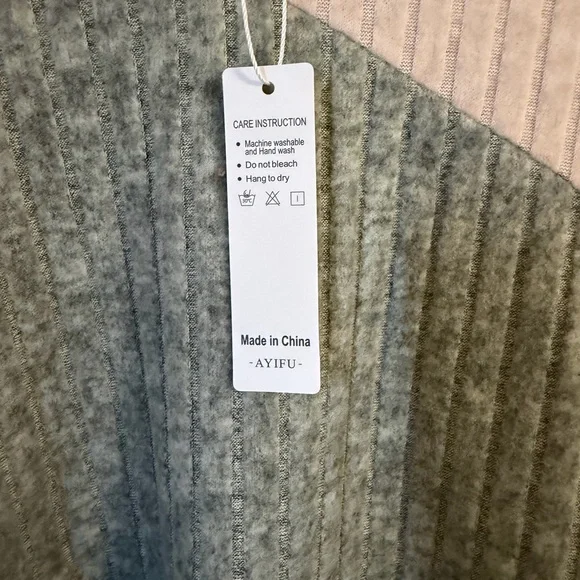 CARE INSTRUCTION
• Machine washable
and Hand wash
• Do not bleach
• Hang to dry
30°C
Made in China
-AYIFU-